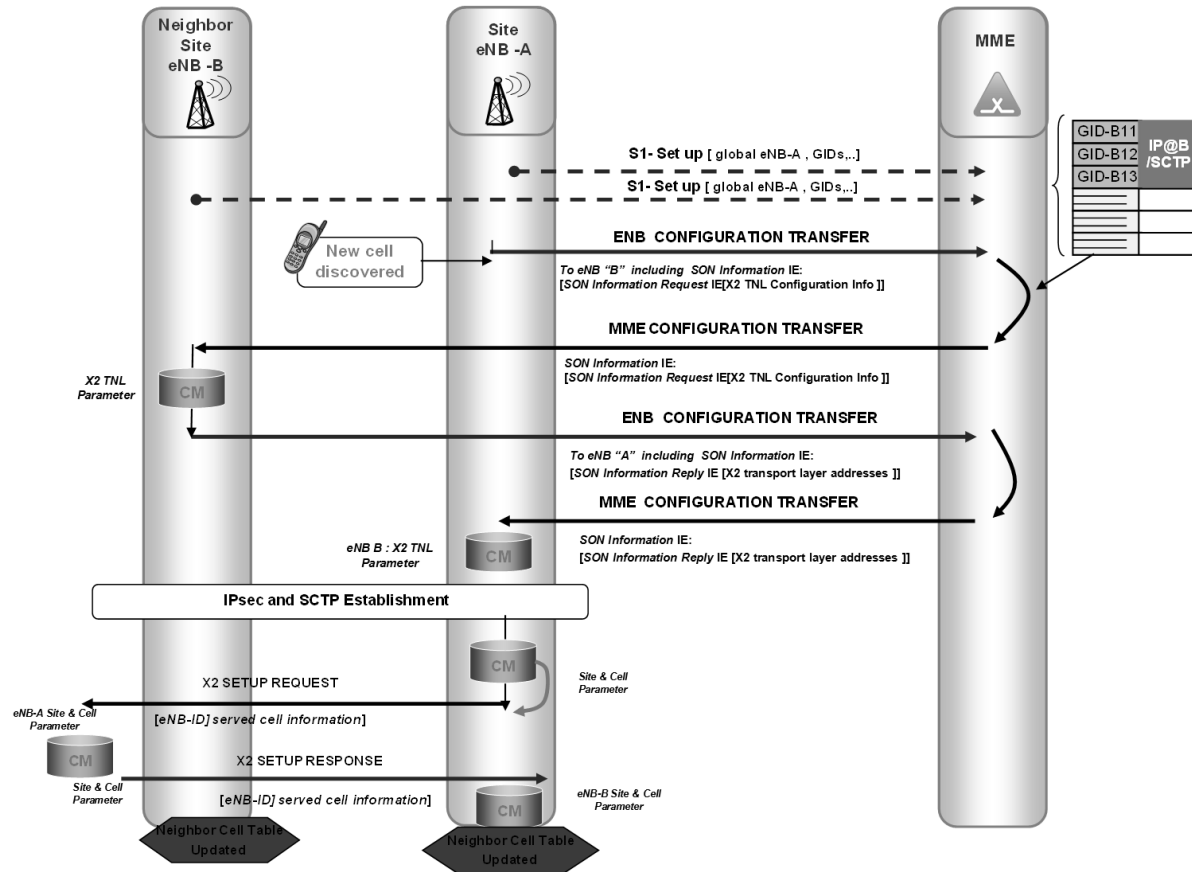 Neighbor
Site
eNB -B
Site
eNB -A
MME
X
GID-B11
GID-B12
GID-B13
IP@B
/SCTP
S1- Set up [ global eNB-A , GIDs,..]
S1- Set up [ global eNB-A , GIDs,..]
New cell
discovered
ENB CONFIGURATION TRANSFER
To eNB “B” including SON Information IE:
[SON Information Request IE[X2 TNL Configuration Info ]]
MME CONFIGURATION TRANSFER
SON Information IE:
[SON Information Request IE[X2 TNL Configuration Info ]]
X2 TNL
Parameter
CM
ENB CONFIGURATION TRANSFER
To eNB “A” including SON Information IE:
[SON Information Reply IE [X2 transport layer addresses ]]
MME CONFIGURATION TRANSFER
SON Information IE:
[SON Information Reply IE [X2 transport layer addresses ]]
eNB B : X2 TNL
Parameter
CM
IPsec and SCTP Establishment
CM
Site & Cell
Parameter
X2 SETUP REQUEST
[eNB-ID] served cell information]
eNB-A Site & Cell
Parameter
CM
Site & Cell
Parameter
X2 SETUP RESPONSE
[eNB-ID] served cell information]
eNB-B Site & Cell
Parameter
CM
Neighbor Cell Table
Updated
Neighbor Cell Table
Updated